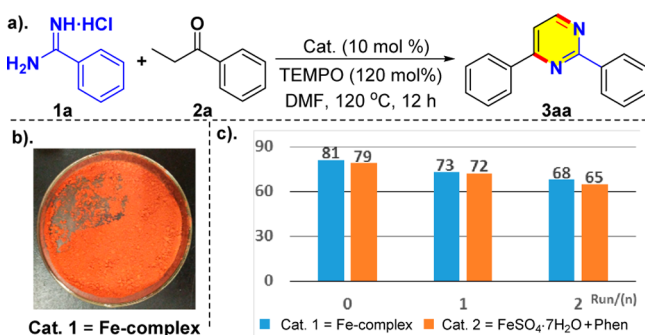 a).
NH·HCl
H₂N
1a
+
O
2a
Cat. (10 mol %)
TEMPO (120 mol%)
DMF, 120 °C, 12 h
N
N
3aa
b).
Cat. 1 = Fe-complex
c).
90
60
30
0
81 79
73 72
68 65
0 1 2 Run/(n)
Cat. 1 = Fe-complex Cat. 2 = FeSO₄·7H₂O+Phen